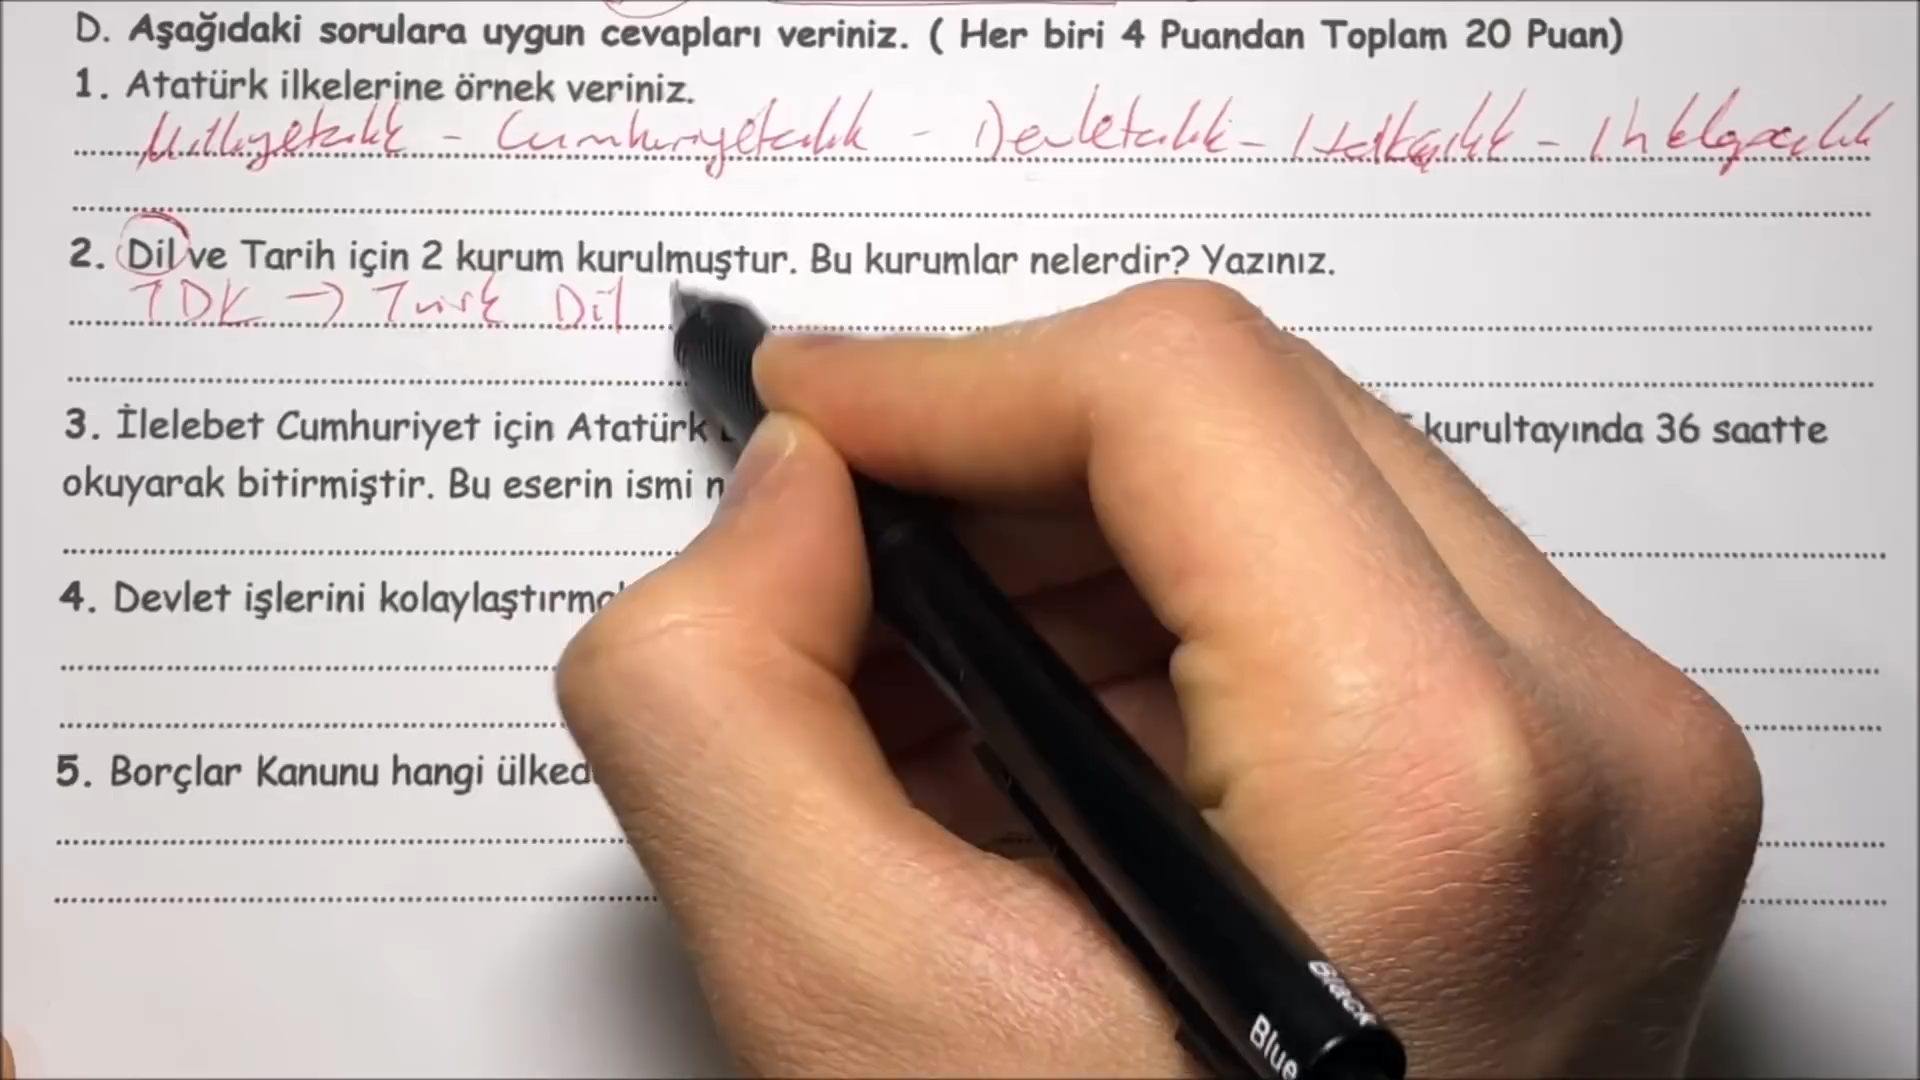 D. Aşağıdaki sorulara uygun cevapları veriniz. ( Her biri 4 Puandan Toplam 20 Puan)
1. Atatürk ilkelerine örnek veriniz.
Milliyetçilik - Cumhuriyetçilik - Devletçilik - Halkçılık - İnkılapçılık
2. Dil ve Tarih için 2 kurum kurulmuştur. Bu kurumlar nelerdir? Yazınız.
TDK → Türk Dil
3. İlelebet Cumhuriyet için Atatürk kurultayında 36 saatte
okuyarak bitirmiştir. Bu eserin ismi
4. Devlet işlerini
5. Borçlar Kanunu hangi
Black
Blue